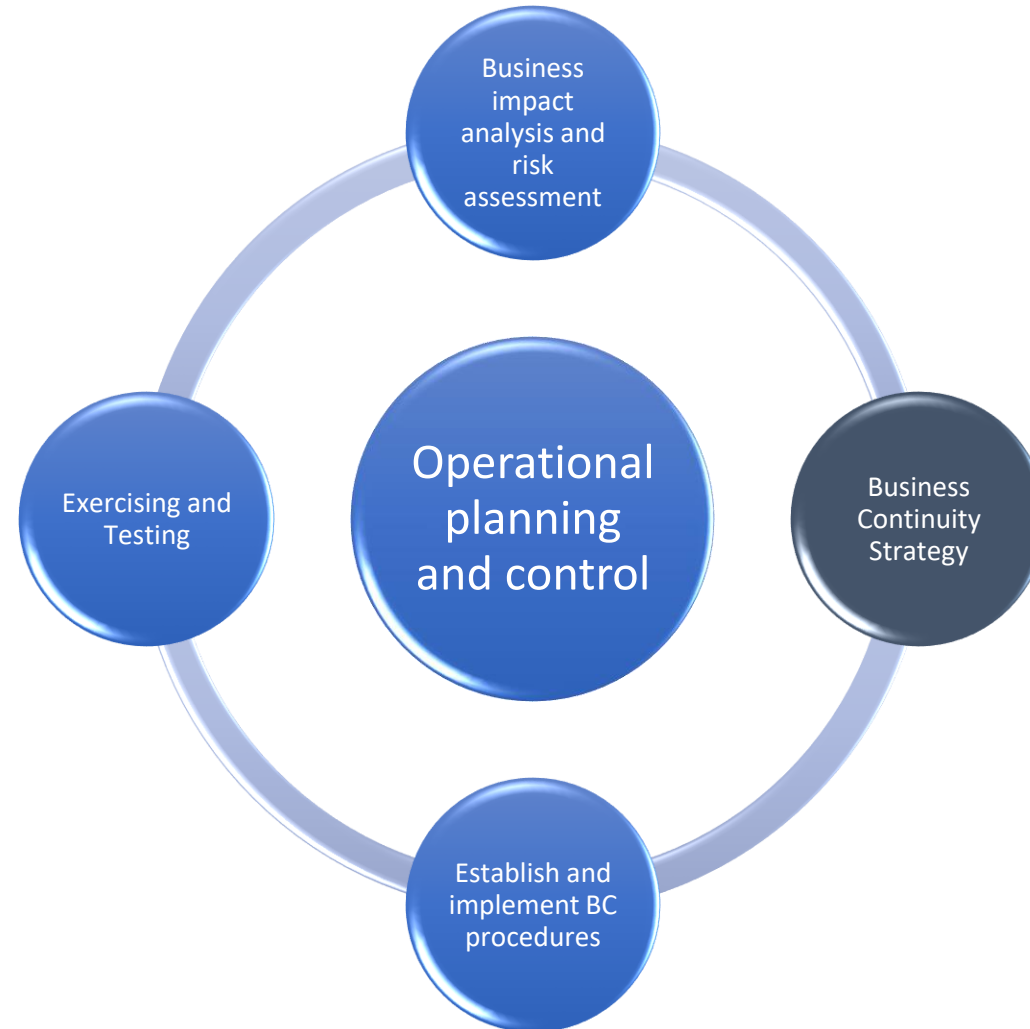 Business
impact
analysis and
risk
assessment
Operational
planning
and control
Exercising and
Testing
Business
Continuity
Strategy
Establish and
implement BC
procedures